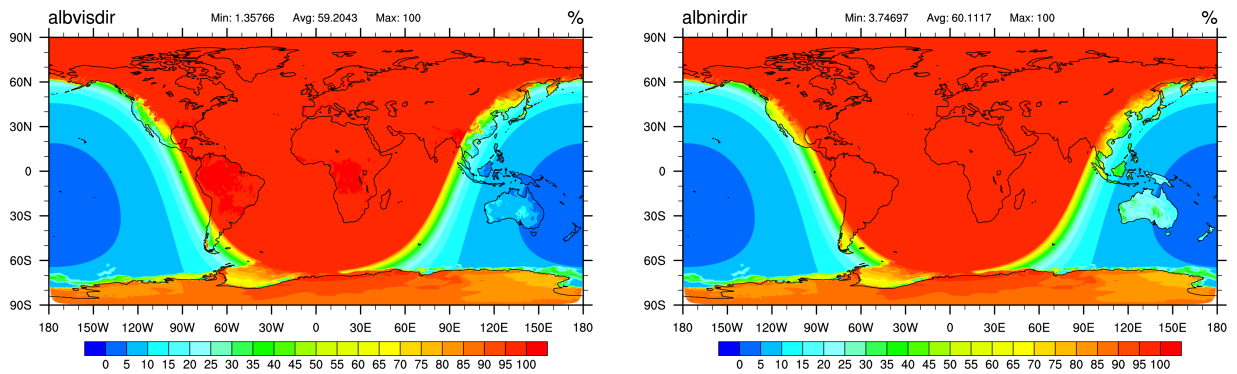 albvisdir Min: 1.35766 Avg: 59.2043 Max: 100 %
90N
60N
30N
0
30S
60S
90S
180 150W 120W 90W 60W 30W 0 30E 60E 90E 120E 150E 180
0 5 10 15 20 25 30 35 40 45 50 55 60 65 70 75 80 85 90 95 100
albnirdir Min: 3.74697 Avg: 60.1117 Max: 100 %
90N
60N
30N
0
30S
60S
90S
180 150W 120W 90W 60W 30W 0 30E 60E 90E 120E 150E 180
0 5 10 15 20 25 30 35 40 45 50 55 60 65 70 75 80 85 90 95 100